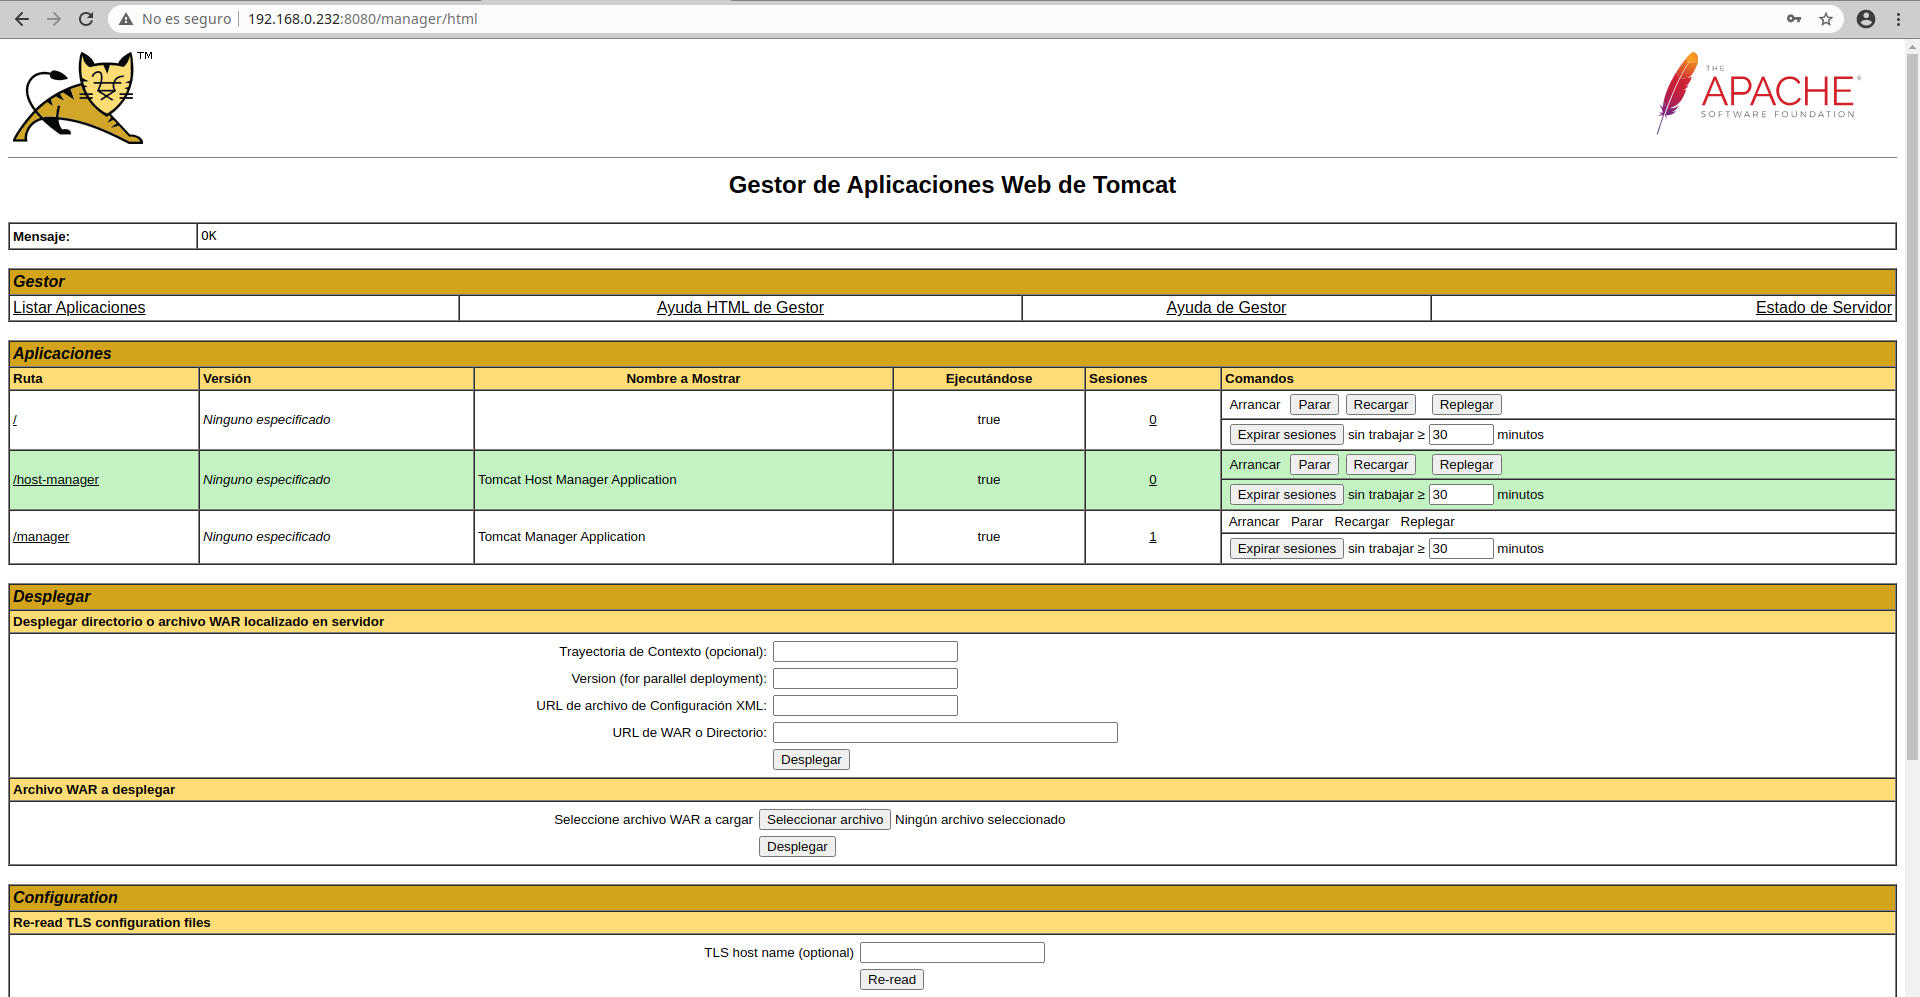 No es seguro 192.168.0.232:8080/manager/html
TM
THE
APACHE®
SOFTWARE FOUNDATION
Gestor de Aplicaciones Web de Tomcat
Mensaje: OK
Gestor
Listar Aplicaciones Ayuda HTML de Gestor Ayuda de Gestor Estado de Servidor
Aplicaciones
Ruta Versión Nombre a Mostrar Ejecutándose Sesiones Comandos
/ Ninguno especificado true 0 Arrancar Parar Recargar Replegar
Expirar sesiones sin trabajar ≥ 30 minutos
/host-manager Ninguno especificado Tomcat Host Manager Application true 0 Arrancar Parar Recargar Replegar
Expirar sesiones sin trabajar ≥ 30 minutos
/manager Ninguno especificado Tomcat Manager Application true 1 Arrancar Parar Recargar Replegar
Expirar sesiones sin trabajar ≥ 30 minutos
Desplegar
Desplegar directorio o archivo WAR localizado en servidor
Trayectoria de Contexto (opcional):
Version (for parallel deployment):
URL de archivo de Configuración XML:
URL de WAR o Directorio:
Desplegar
Archivo WAR a desplegar
Seleccione archivo WAR a cargar Seleccionar archivo Ningún archivo seleccionado
Desplegar
Configuration
Re-read TLS configuration files
TLS host name (optional)
Re-read